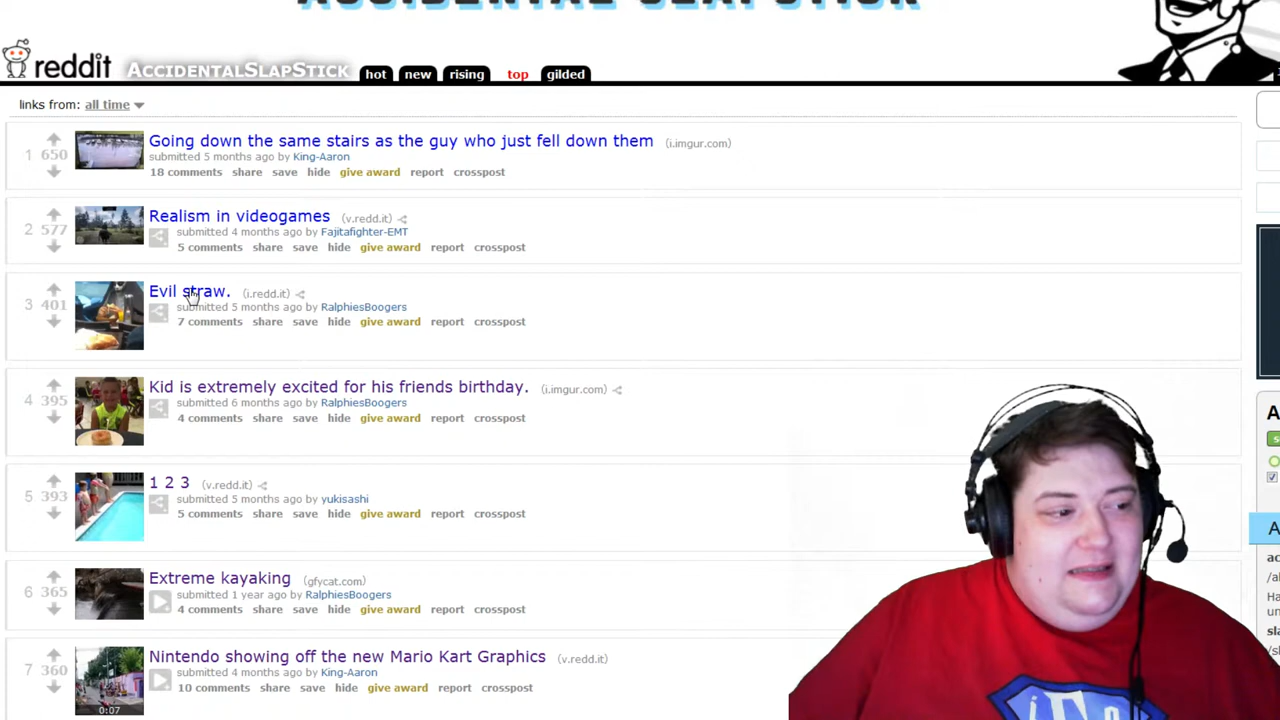 ACCIDENTAL SLAPSTICK
reddit ACCIDENTALSLAPSTICK hot new rising top gilded
links from: all time
1 650 Going down the same stairs as the guy who just fell down them (i.imgur.com)
submitted 5 months ago by King-Aaron
18 comments share save hide give award report crosspost
2 577 Realism in videogames (v.redd.it)
submitted 4 months ago by Fajitafighter-EMT
5 comments share save hide give award report crosspost
3 401 Evil straw. (i.redd.it)
submitted 5 months ago by RalphiesBoogers
7 comments share save hide give award report crosspost
4 395 Kid is extremely excited for his friends birthday. (i.imgur.com)
submitted 6 months ago by RalphiesBoogers
4 comments share save hide give award report crosspost
5 393 1 2 3 (v.redd.it)
submitted 5 months ago by yukisashi
5 comments share save hide give award report crosspost
6 365 Extreme kayaking (gfycat.com)
submitted 1 year ago by RalphiesBoogers
4 comments share save hide give award report crosspost
7 360 Nintendo showing off the new Mario Kart Graphics (v.redd.it)
submitted 4 months ago by King-Aaron
10 comments share save hide give award report crosspost
0:07